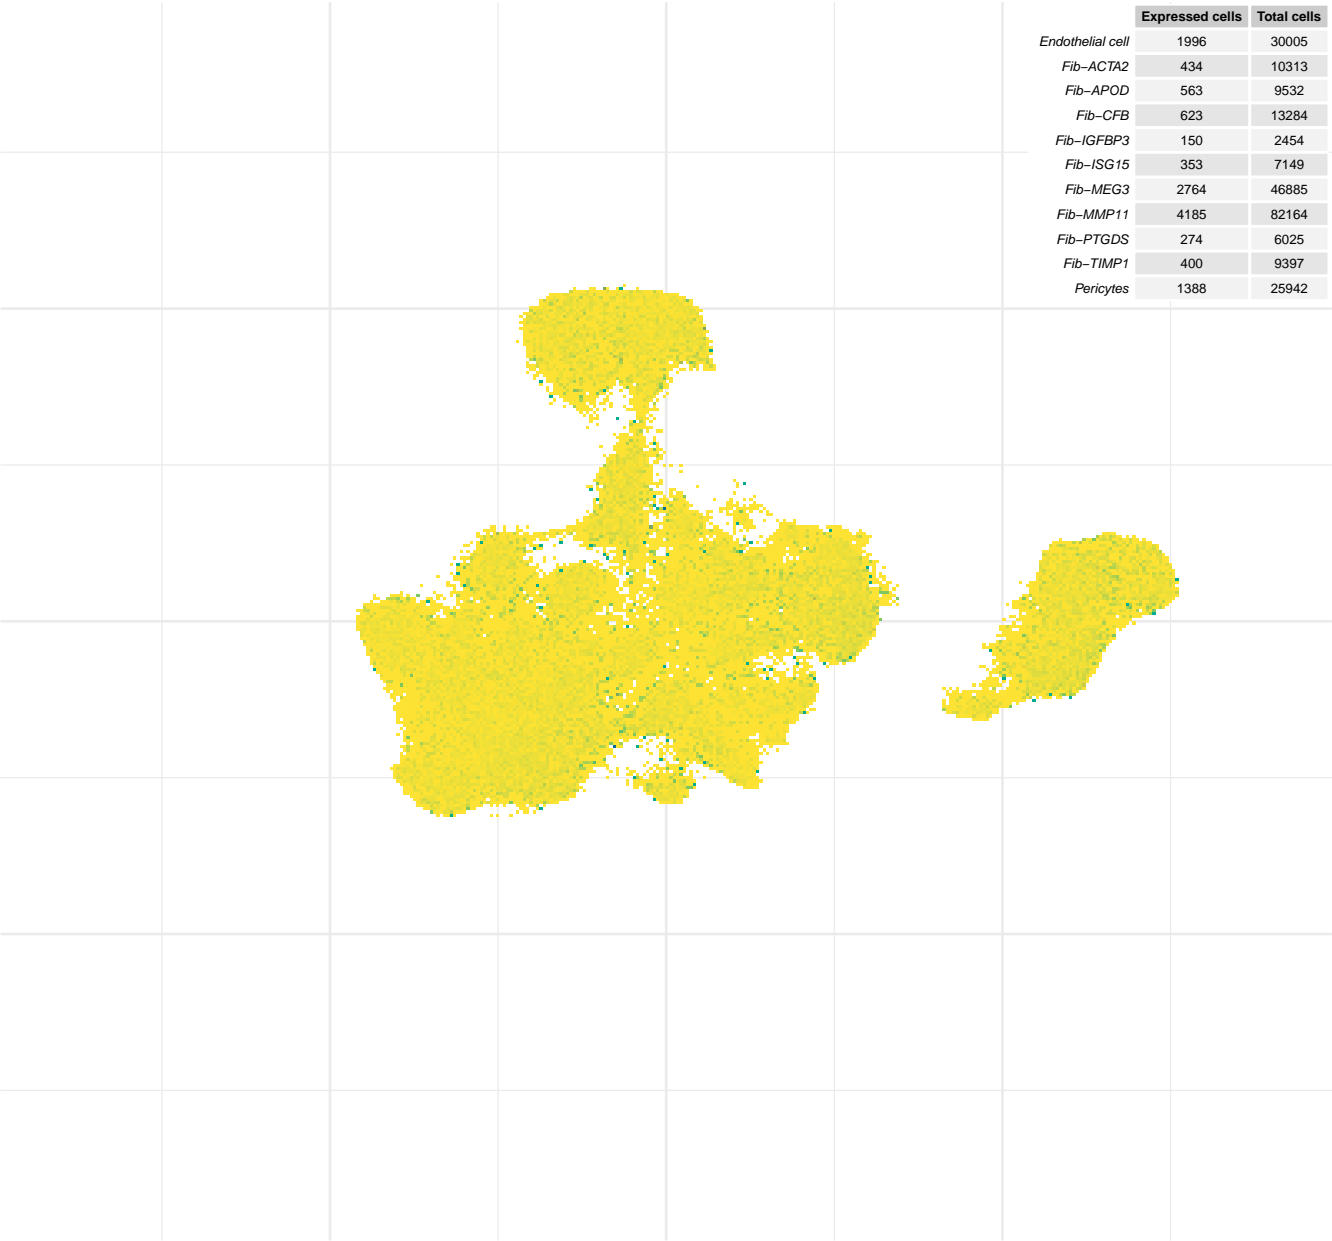 Expressed cells Total cells
Endothelial cell 1996 30005
Fib−ACTA2 434 10313
Fib−APOD 563 9532
Fib−CFB 623 13284
Fib−IGFBP3 150 2454
Fib−ISG15 353 7149
Fib−MEG3 2764 46885
Fib−MMP11 4185 82164
Fib−PTGDS 274 6025
Fib−TIMP1 400 9397
Pericytes 1388 25942